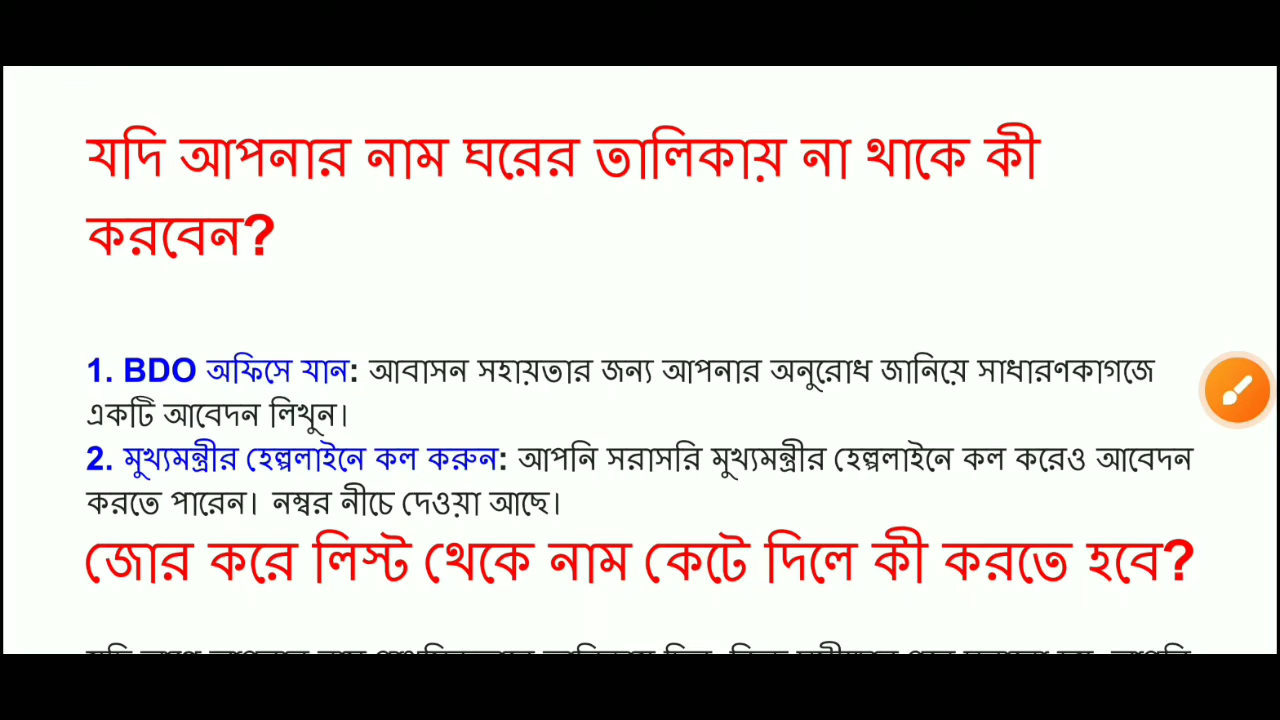 যদি আপনার নাম ঘরের তালিকায় না থাকে কী
করবেন?
1. BDO অফিসে যান: আবাসন সহায়তার জন্য আপনার অনুরোধ জানিয়ে সাধারণকাগজে
একটি আবেদন লিখুন।
2. মুখ্যমন্ত্রীর হেল্পলাইনে কল করুন: আপনি সরাসরি মুখ্যমন্ত্রীর হেল্পলাইনে কল করেও আবেদন
করতে পারেন। নম্বর নীচে দেওয়া আছে।
জোর করে লিস্ট থেকে নাম কেটে দিলে কী করতে হবে?